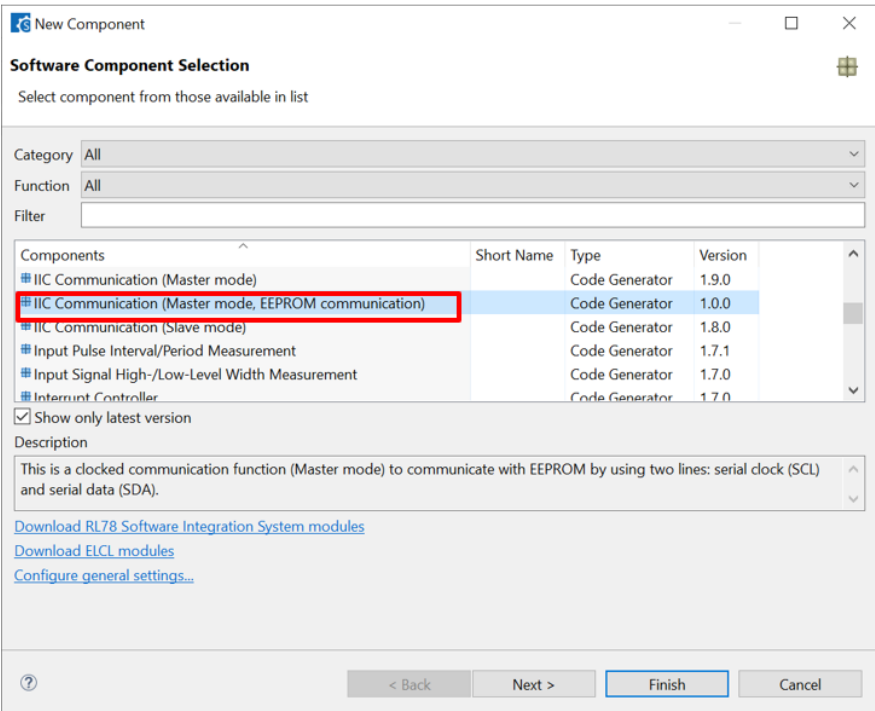 New Component
Software Component Selection
Select component from those available in list
Category All
Function All
Filter
Components Short Name Type Version
IIC Communication (Master mode) Code Generator 1.9.0
IIC Communication (Master mode, EEPROM communication) Code Generator 1.0.0
IIC Communication (Slave mode) Code Generator 1.8.0
Input Pulse Interval/Period Measurement Code Generator 1.7.1
Input Signal High-/Low-Level Width Measurement Code Generator 1.7.0
Interrupt Controller Code Generator 1.7.0
Show only latest version
Description
This is a clocked communication function (Master mode) to communicate with EEPROM by using two lines: serial clock (SCL)
and serial data (SDA).
Download RL78 Software Integration System modules
Download ELCL modules
Configure general settings...
? < Back Next > Finish Cancel